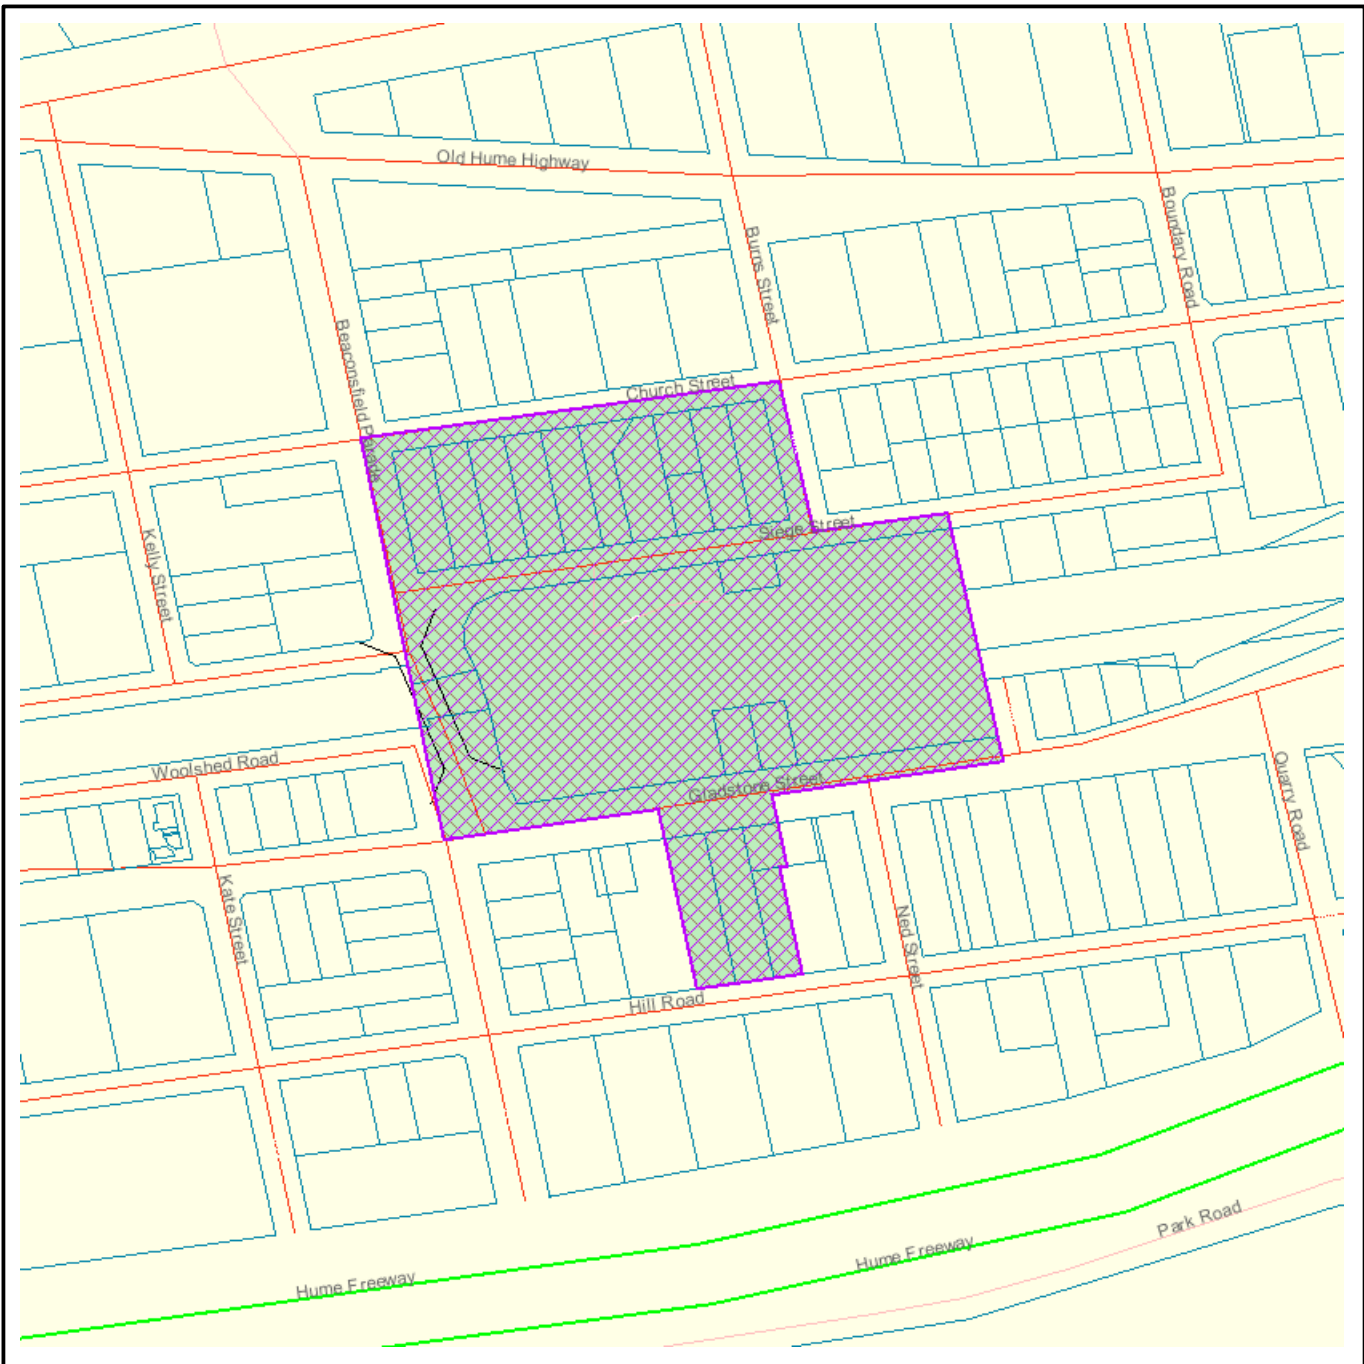 Old Hume Highway
Boundary Road
Burns Street
Beaconsfield Parade
Church Street
Siege Street
Kelly Street
Woolshed Road
Gladstone Street
Quarry Road
Kate Street
Ned Street
Hill Road
Park Road
Hume Freeway
Hume Freeway